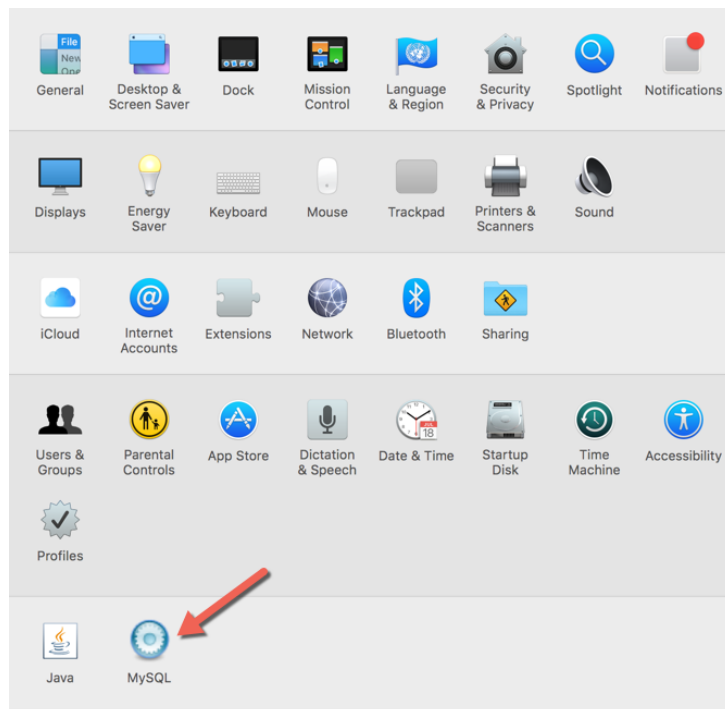 File
New
Ope
General
Desktop &
Screen Saver
Dock
Mission
Control
Language
& Region
Security
& Privacy
Spotlight
Notifications
Displays
Energy
Saver
Keyboard
Mouse
Trackpad
Printers &
Scanners
Sound
iCloud
@
Internet
Accounts
Extensions
Network
Bluetooth
Sharing
Users &
Groups
Parental
Controls
App Store
Dictation
& Speech
JUL
18
Date & Time
Startup
Disk
Time
Machine
Accessibility
Profiles
Java
MySQL